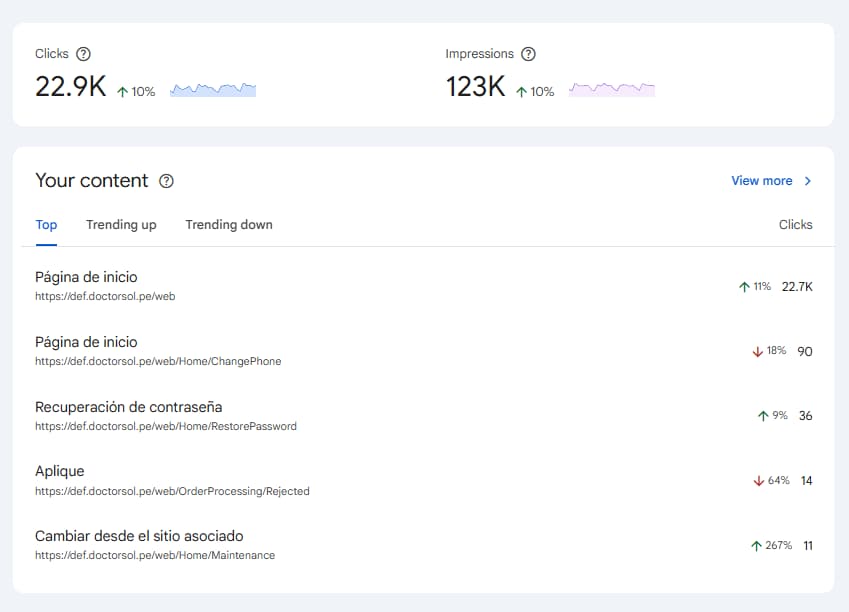 Clicks
22.9K 10%
Impressions
123K 10%
Your content
View more
Top Trending up Trending down Clicks
Página de inicio
https://def.doctorsol.pe/web
11% 22.7K
Página de inicio
https://def.doctorsol.pe/web/Home/ChangePhone
18% 90
Recuperación de contraseña
https://def.doctorsol.pe/web/Home/RestorePassword
9% 36
Aplique
https://def.doctorsol.pe/web/OrderProcessing/Rejected
64% 14
Cambiar desde el sitio asociado
https://def.doctorsol.pe/web/Home/Maintenance
267% 11